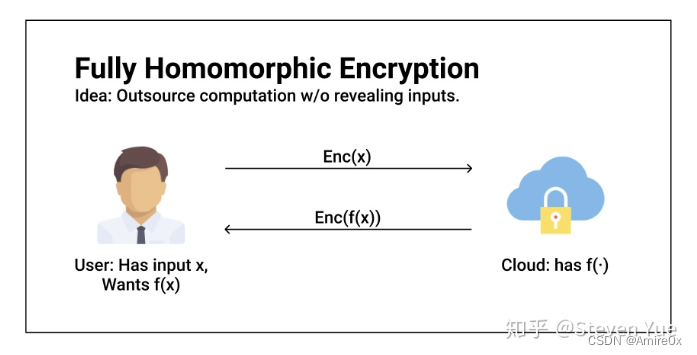 Fully Homomorphic Encryption
Idea: Outsource computation w/o revealing inputs.
Enc(x)
Enc(f(x))
User: Has input x,
Wants f(x)
Cloud: has f(·)
知乎 @Steven Yue
CSDN @Amire0x